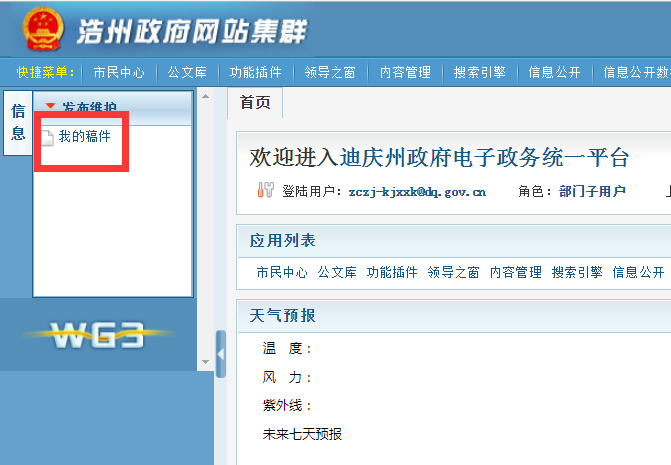 浩州政府网站集群
快捷菜单： 市民中心 公文库 功能插件 领导之窗 内容管理 搜索引擎 信息公开 信息公开数
信息
发布维护
我的稿件
首页
欢迎进入迪庆州政府电子政务统一平台
登陆用户：zczj-kjxxk@dq.gov.cn 角色：部门子用户
应用列表
市民中心 公文库 功能插件 领导之窗 内容管理 搜索引擎 信息公开
天气预报
温 度：
风 力：
紫外线：
未来七天预报
WG3